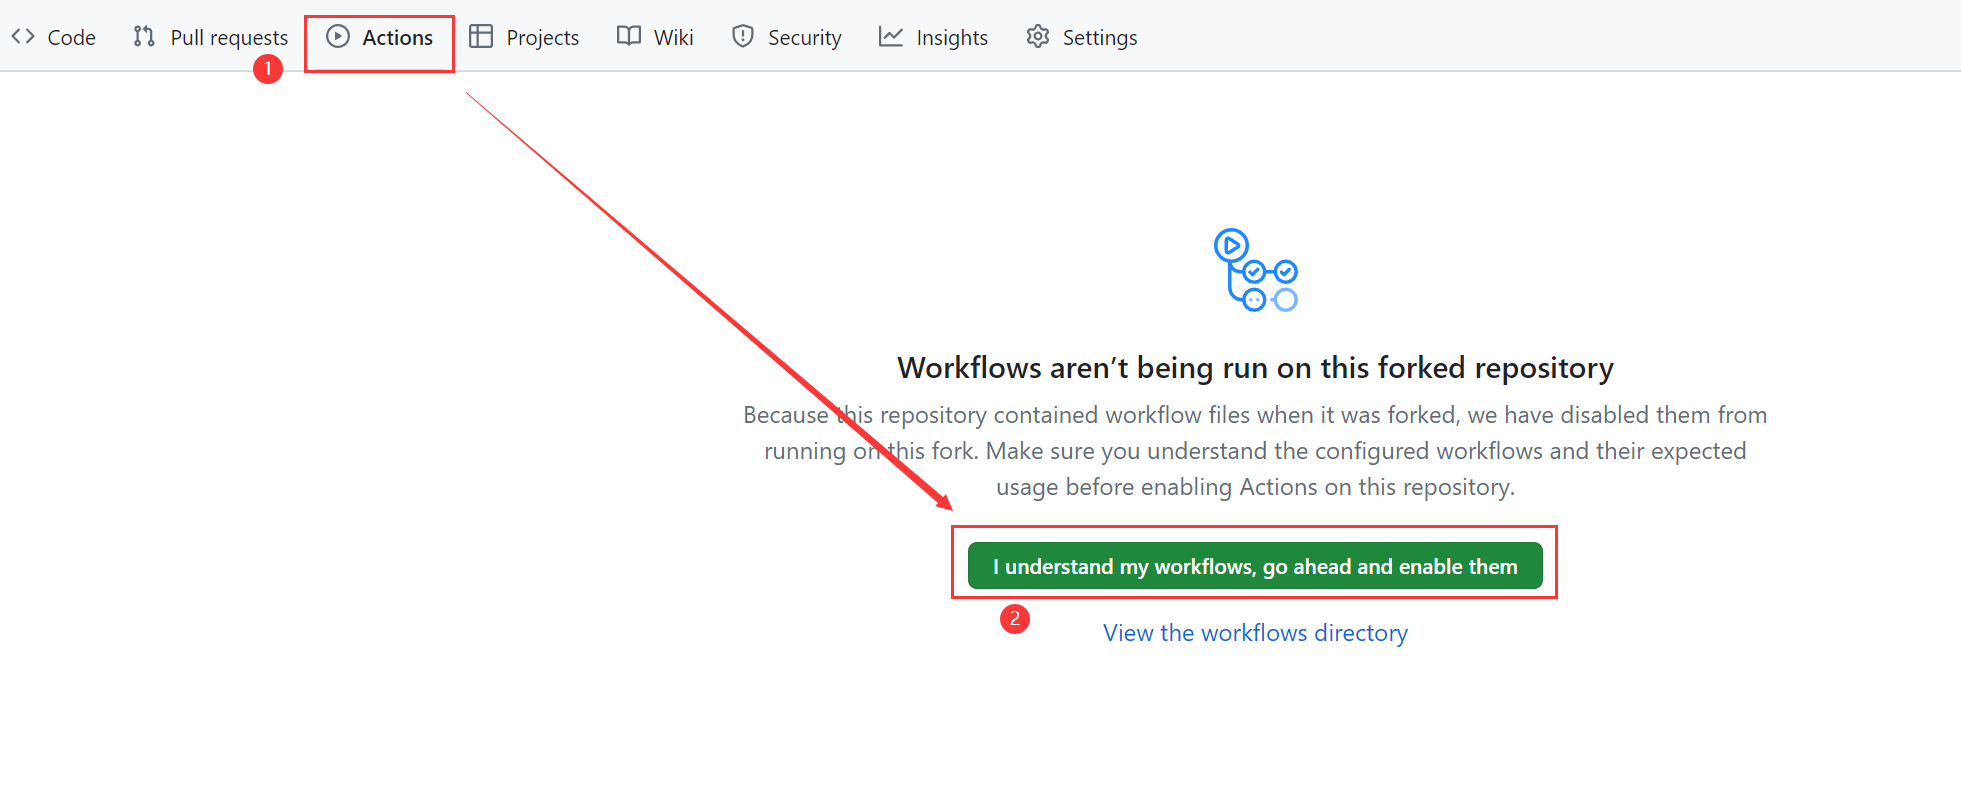 Code Pull requests Actions Projects Wiki Security Insights Settings
1
Workflows aren’t being run on this forked repository
Because this repository contained workflow files when it was forked, we have disabled them from
running on this fork. Make sure you understand the configured workflows and their expected
usage before enabling Actions on this repository.
I understand my workflows, go ahead and enable them
2
View the workflows directory